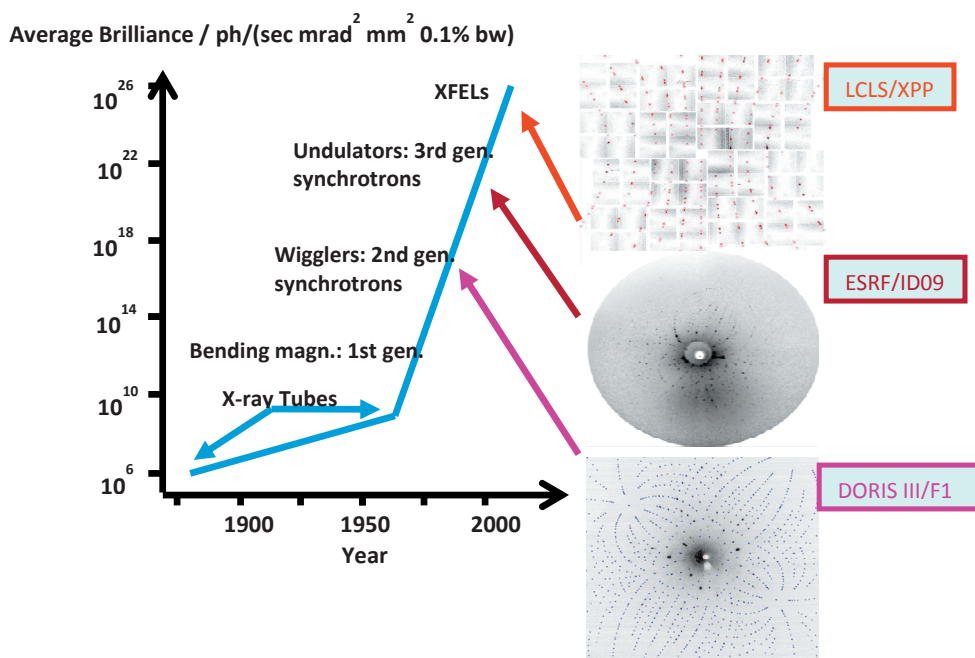 Average Brilliance / ph/(sec mrad² mm² 0.1% bw)
10²⁶
10²²
10¹⁸
10¹⁴
10¹⁰
10⁶
XFELs
Undulators: 3rd gen.
synchrotrons
Wigglers: 2nd gen.
synchrotrons
Bending magn.: 1st gen.
X-ray Tubes
1900
1950
2000
Year
LCLS/XPP
ESRF/ID09
DORIS III/F1